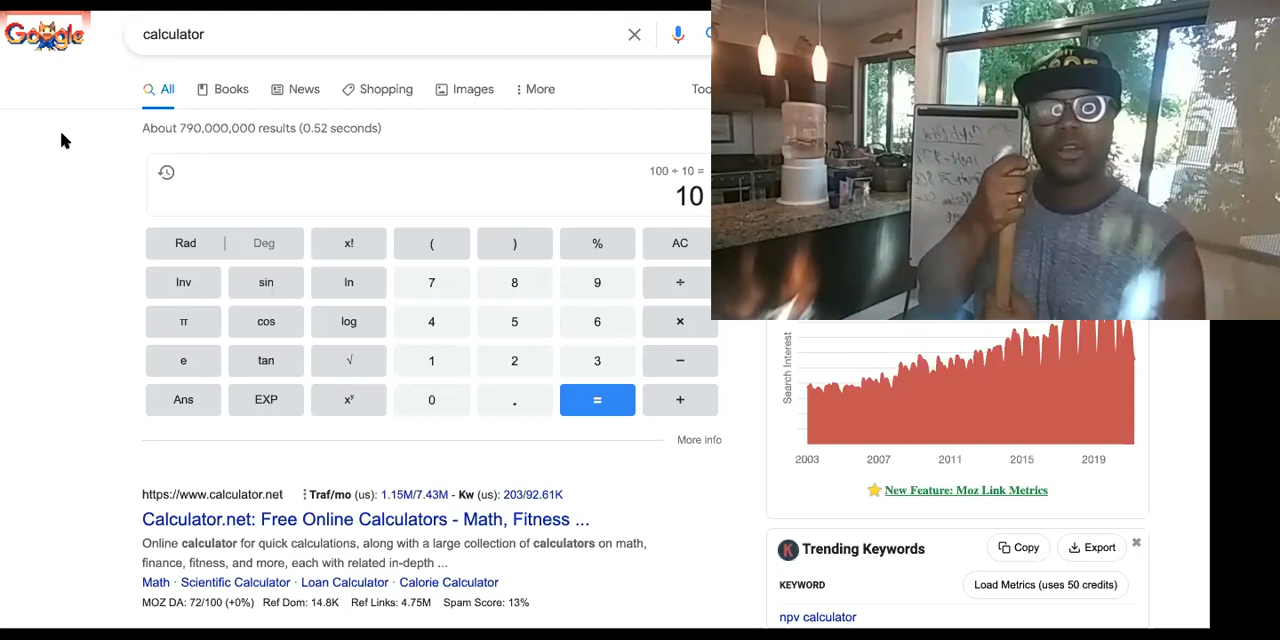 Google
calculator
All
Books
News
Shopping
Images
More
About 790,000,000 results (0.52 seconds)
100 ÷ 10 =
10
Rad | Deg x! ( ) % AC
Inv sin ln 7 8 9 ÷
π cos log 4 5 6 ×
e tan √ 1 2 3 −
Ans EXP xʸ 0 . = +
More info
https://www.calculator.net Traf/mo (us): 1.15M/7.43M - Kw (us): 203/92.61K
Calculator.net: Free Online Calculators - Math, Fitness ...
Online calculator for quick calculations, along with a large collection of calculators on math,
finance, fitness, and more, each with related in-depth ...
Math · Scientific Calculator · Loan Calculator · Calorie Calculator
MOZ DA: 72/100 (+0%) Ref Dom: 14.8K Ref Links: 4.75M Spam Score: 13%
Search Interest
2003 2007 2011 2015 2019
New Feature: Moz Link Metrics
K Trending Keywords
Copy
Export
KEYWORD
Load Metrics (uses 50 credits)
npv calculator